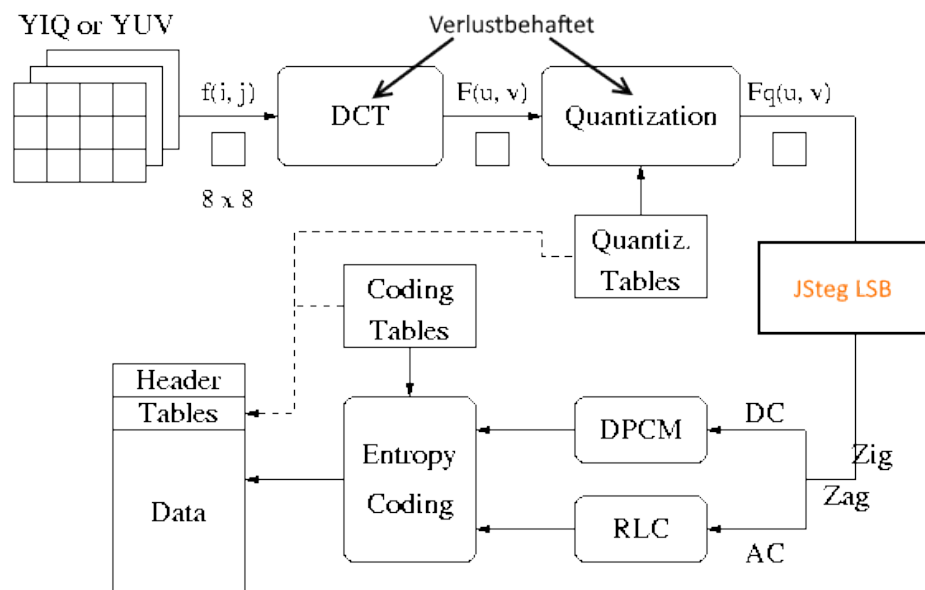 YIQ or YUV
Verlustbehaftet
f(i, j)
DCT
F(u, v)
Quantization
Fq(u, v)
8 x 8
Quantiz.
Tables
JSteg LSB
Coding
Tables
Header
Tables
Data
Entropy
Coding
DPCM
DC
Zig
Zag
RLC
AC